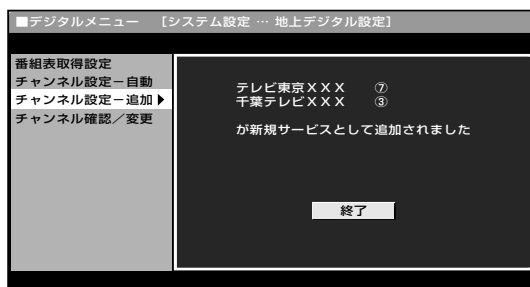 ■デジタルメニュー　[システム設定 … 地上デジタル設定]
番組表取得設定
チャンネル設定－自動
チャンネル設定－追加▶
チャンネル確認／変更
テレビ東京ＸＸＸ　⑦
千葉テレビＸＸＸ　③
が新規サービスとして追加されました
終了